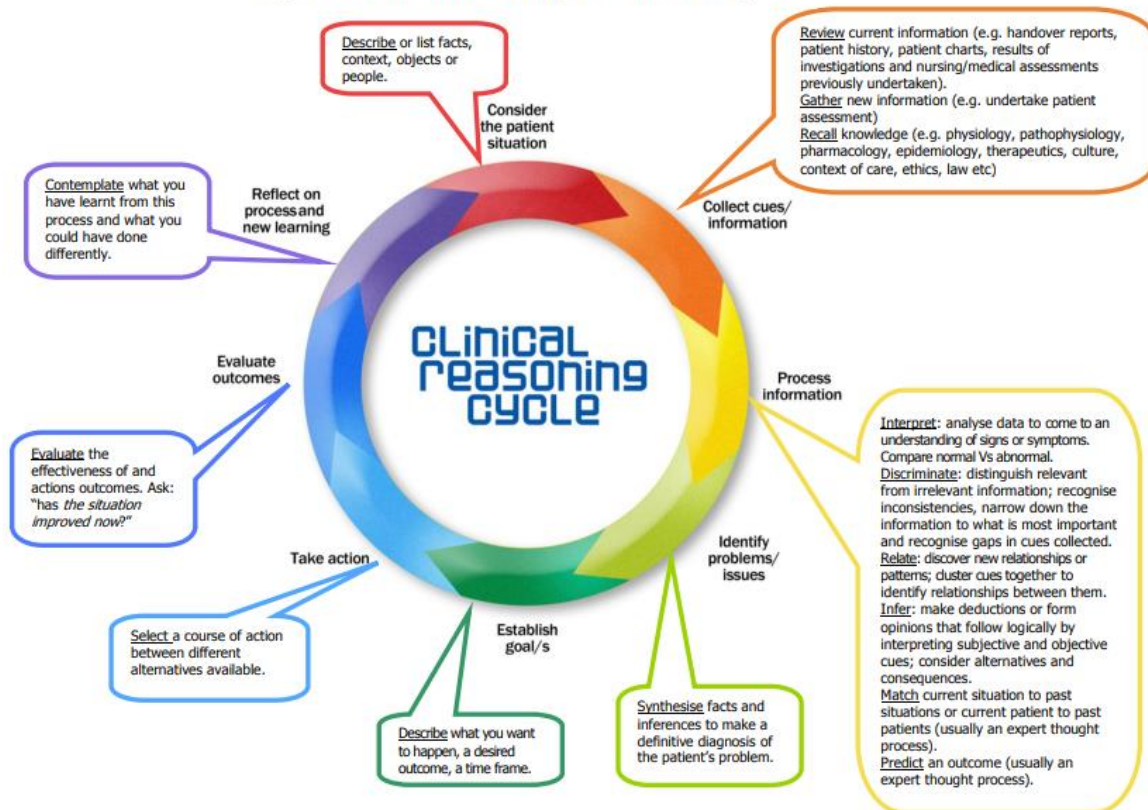 Describe or list facts,
context, objects or
people.
Consider
the patient
situation
Review current information (e.g. handover reports,
patient history, patient charts, results of
investigations and nursing/medical assessments
previously undertaken).
Gather new information (e.g. undertake patient
assessment)
Recall knowledge (e.g. physiology, pathophysiology,
pharmacology, epidemiology, therapeutics, culture,
context of care, ethics, law etc)
Collect cues/
information
Process
information
Interpret: analyse data to come to an
understanding of signs or symptoms.
Compare normal Vs abnormal.
Discriminate: distinguish relevant
from irrelevant information; recognise
inconsistencies, narrow down the
information to what is most important
and recognise gaps in cues collected.
Relate: discover new relationships or
patterns; cluster cues together to
identify relationships between them.
Infer: make deductions or form
opinions that follow logically by
interpreting subjective and objective
cues; consider alternatives and
consequences.
Match current situation to past
situations or current patient to past
patients (usually an expert thought
process).
Predict an outcome (usually an
expert thought process).
Identify
problems/
issues
Synthesise facts and
inferences to make a
definitive diagnosis of
the patient's problem.
Establish
goal/s
Describe what you want
to happen, a desired
outcome, a time frame.
Take action
Select a course of action
between different
alternatives available.
Evaluate
outcomes
Evaluate the
effectiveness of and
actions outcomes. Ask:
"has the situation
improved now?"
Reflect on
process and
new learning
Contemplate what you
have learnt from this
process and what you
could have done
differently.
CLINICAL
reasoning
CYCLE